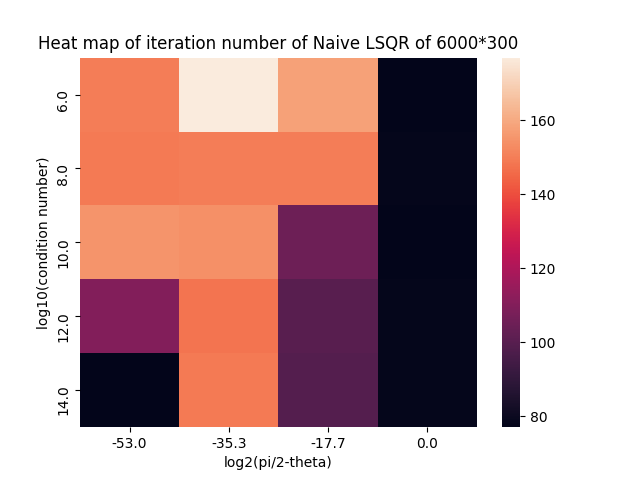 Heat map of iteration number of Naive LSQR of 6000*300
log10(condition number)
6.0
8.0
10.0
12.0
14.0
-53.0 -35.3 -17.7 0.0
log2(pi/2-theta)
160
140
120
100
80